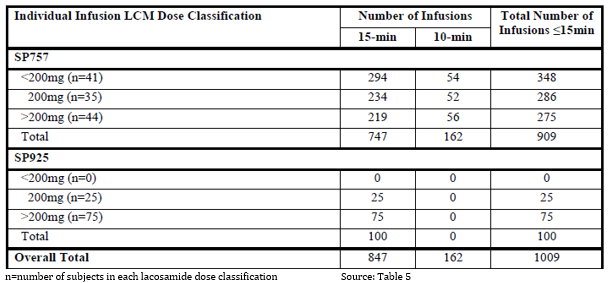 Individual Infusion LCM Dose Classification Number of Infusions Total Number of Infusions ≤15min
15-min 10-min
SP757
<200mg (n=41) 294 54 348
200mg (n=35) 234 52 286
>200mg (n=44) 219 56 275
Total 747 162 909
SP925
<200mg (n=0) 0 0 0
200mg (n=25) 25 0 25
>200mg (n=75) 75 0 75
Total 100 0 100
Overall Total 847 162 1009
n=number of subjects in each lacosamide dose classification Source: Table 5